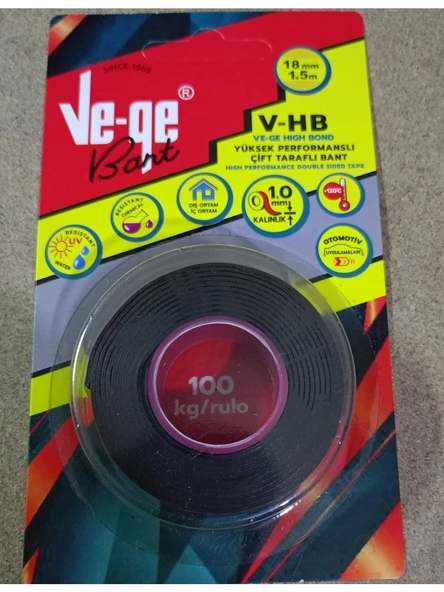 SINCE 1965
Ve-ge®
Bant
18 mm
1.5 m
V-HB
VE-GE HIGH BOND
YÜKSEK PERFORMANSLI
ÇİFT TARAFLI BANT
HIGH PERFORMANCE DOUBLE SIDED TAPE
RESISTANT
UV
WATER
RESISTANT
CHEMICAL
DIŞ ORTAM
İÇ ORTAM
1.0
mm
KALINLIK
+120°C
OTOMOTİV
UYGULAMALARI
100
kg/rulo